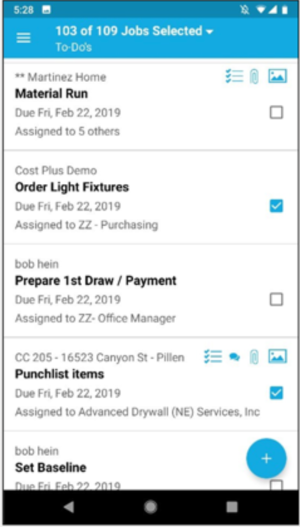 5:28
103 of 109 Jobs Selected
To-Do's
** Martinez Home
Material Run
Due Fri, Feb 22, 2019
Assigned to 5 others
Cost Plus Demo
Order Light Fixtures
Due Fri, Feb 22, 2019
Assigned to ZZ - Purchasing
bob hein
Prepare 1st Draw / Payment
Due Fri, Feb 22, 2019
Assigned to ZZ- Office Manager
CC 205 - 16523 Canyon St - Pillen
Punchlist items
Due Fri, Feb 22, 2019
Assigned to Advanced Drywall (NE) Services, Inc
bob hein
Set Baseline
Due Fri, Feb 22, 2019